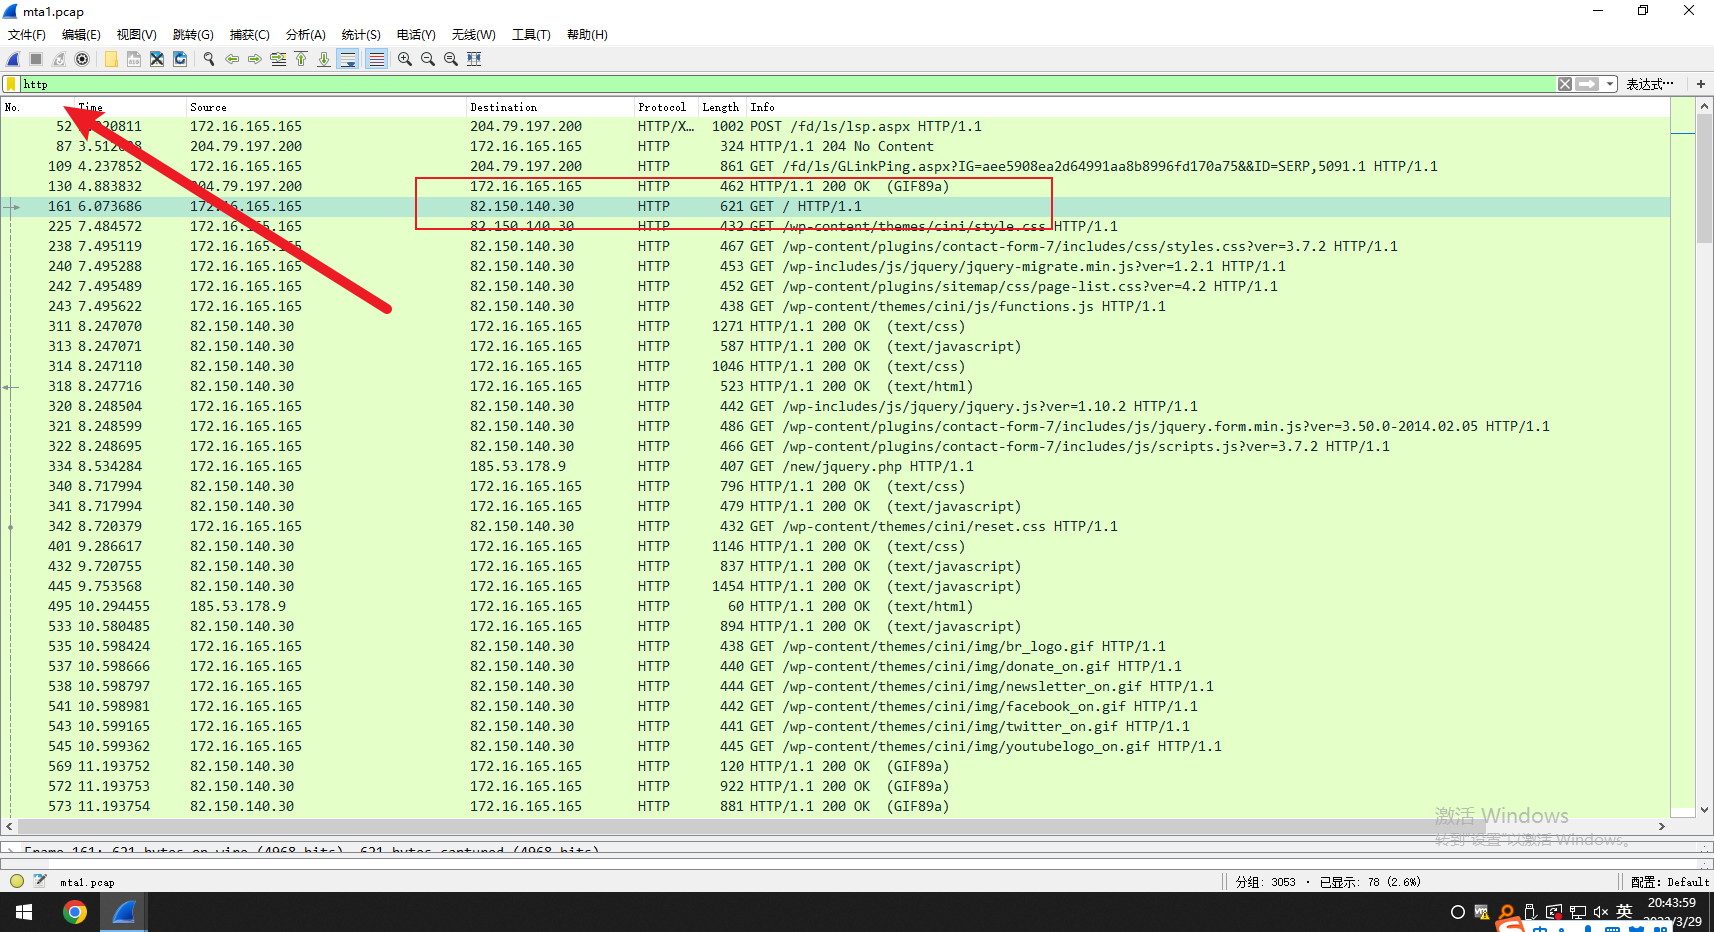 mta1.pcap
文件(F) 编辑(E) 视图(V) 跳转(G) 捕获(C) 分析(A) 统计(S) 电话(Y) 无线(W) 工具(T) 帮助(H)
http 表达式… +
No. Time Source Destination Protocol Length Info
52 172.16.165.165 204.79.197.200 HTTP/X… 1002 POST /fd/ls/lsp.aspx HTTP/1.1
87 204.79.197.200 172.16.165.165 HTTP 324 HTTP/1.1 204 No Content
109 4.237852 172.16.165.165 204.79.197.200 HTTP 861 GET /fd/ls/GLinkPing.aspx?IG=aee5908ea2d64991aa8b8996fd170a75&&ID=SERP,5091.1 HTTP/1.1
130 4.883832 204.79.197.200 172.16.165.165 HTTP 462 HTTP/1.1 200 OK (GIF89a)
161 6.073686 172.16.165.165 82.150.140.30 HTTP 621 GET / HTTP/1.1
225 7.484572 172.16.165.165 82.150.140.30 HTTP 432 GET /wp-content/themes/cini/style.css HTTP/1.1
238 7.495119 172.16.165.165 82.150.140.30 HTTP 467 GET /wp-content/plugins/contact-form-7/includes/css/styles.css?ver=3.7.2 HTTP/1.1
240 7.495288 172.16.165.165 82.150.140.30 HTTP 453 GET /wp-includes/js/jquery/jquery-migrate.min.js?ver=1.2.1 HTTP/1.1
242 7.495489 172.16.165.165 82.150.140.30 HTTP 452 GET /wp-content/plugins/sitemap/css/page-list.css?ver=4.2 HTTP/1.1
243 7.495622 172.16.165.165 82.150.140.30 HTTP 438 GET /wp-content/themes/cini/js/functions.js HTTP/1.1
311 8.247070 82.150.140.30 172.16.165.165 HTTP 1271 HTTP/1.1 200 OK (text/css)
313 8.247071 82.150.140.30 172.16.165.165 HTTP 587 HTTP/1.1 200 OK (text/javascript)
314 8.247110 82.150.140.30 172.16.165.165 HTTP 1046 HTTP/1.1 200 OK (text/css)
318 8.247716 82.150.140.30 172.16.165.165 HTTP 523 HTTP/1.1 200 OK (text/html)
320 8.248504 172.16.165.165 82.150.140.30 HTTP 442 GET /wp-includes/js/jquery/jquery.js?ver=1.10.2 HTTP/1.1
321 8.248599 172.16.165.165 82.150.140.30 HTTP 486 GET /wp-content/plugins/contact-form-7/includes/js/jquery.form.min.js?ver=3.50.0-2014.02.05 HTTP/1.1
322 8.248695 172.16.165.165 82.150.140.30 HTTP 466 GET /wp-content/plugins/contact-form-7/includes/js/scripts.js?ver=3.7.2 HTTP/1.1
334 8.534284 172.16.165.165 185.53.178.9 HTTP 407 GET /new/jquery.php HTTP/1.1
340 8.717994 82.150.140.30 172.16.165.165 HTTP 796 HTTP/1.1 200 OK (text/css)
341 8.717994 82.150.140.30 172.16.165.165 HTTP 479 HTTP/1.1 200 OK (text/javascript)
342 8.720379 172.16.165.165 82.150.140.30 HTTP 432 GET /wp-content/themes/cini/reset.css HTTP/1.1
401 9.286617 82.150.140.30 172.16.165.165 HTTP 1146 HTTP/1.1 200 OK (text/css)
432 9.720755 82.150.140.30 172.16.165.165 HTTP 837 HTTP/1.1 200 OK (text/javascript)
445 9.753568 82.150.140.30 172.16.165.165 HTTP 1454 HTTP/1.1 200 OK (text/javascript)
495 10.294455 185.53.178.9 172.16.165.165 HTTP 60 HTTP/1.1 200 OK (text/html)
533 10.580485 82.150.140.30 172.16.165.165 HTTP 894 HTTP/1.1 200 OK (text/javascript)
535 10.598424 172.16.165.165 82.150.140.30 HTTP 438 GET /wp-content/themes/cini/img/br_logo.gif HTTP/1.1
537 10.598666 172.16.165.165 82.150.140.30 HTTP 440 GET /wp-content/themes/cini/img/donate_on.gif HTTP/1.1
538 10.598797 172.16.165.165 82.150.140.30 HTTP 444 GET /wp-content/themes/cini/img/newsletter_on.gif HTTP/1.1
541 10.598981 172.16.165.165 82.150.140.30 HTTP 442 GET /wp-content/themes/cini/img/facebook_on.gif HTTP/1.1
543 10.599165 172.16.165.165 82.150.140.30 HTTP 441 GET /wp-content/themes/cini/img/twitter_on.gif HTTP/1.1
545 10.599362 172.16.165.165 82.150.140.30 HTTP 445 GET /wp-content/themes/cini/img/youtubelogo_on.gif HTTP/1.1
569 11.193752 82.150.140.30 172.16.165.165 HTTP 120 HTTP/1.1 200 OK (GIF89a)
572 11.193753 82.150.140.30 172.16.165.165 HTTP 922 HTTP/1.1 200 OK (GIF89a)
573 11.193754 82.150.140.30 172.16.165.165 HTTP 881 HTTP/1.1 200 OK (GIF89a)
激活 Windows
转到"设置"以激活 Windows。
Frame 161: 621 bytes on wire (4968 bits), 621 bytes captured (4968 bits)
mta1.pcap 分组: 3053 · 已显示: 78 (2.6%) 配置: Default
英 20:43:59
/3/29
中